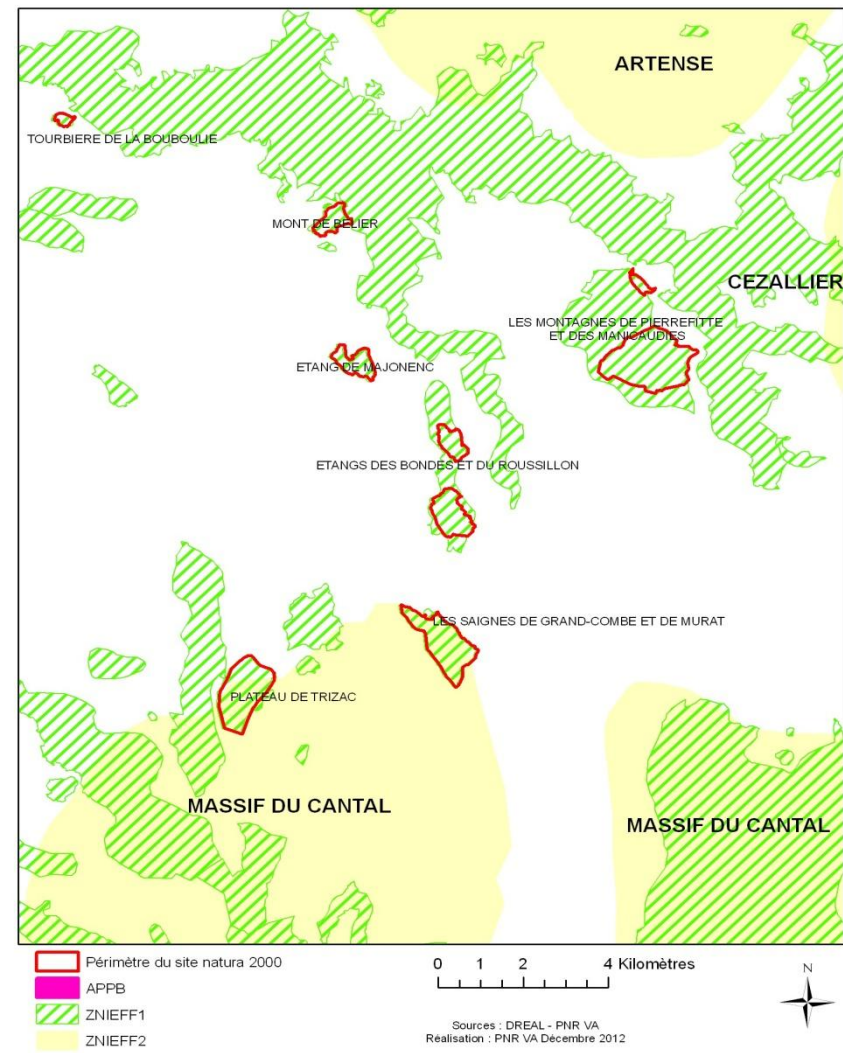 ARTENSE
TOURBIERE DE LA BOUBOULIE
MONT DE BELIER
CEZALLIER
LES MONTAGNES DE PIERREFITTE
ET DES MANICAUDIES
ETANG DE MAJONENC
ETANGS DES BONDES ET DU ROUSSILLON
LES SAIGNES DE GRAND-COMBE ET DE MURAT
PLATEAU DE TRIZAC
MASSIF DU CANTAL
MASSIF DU CANTAL
Périmètre du site natura 2000
APPB
ZNIEFF1
ZNIEFF2
0 1 2 4 Kilomètres
Sources : DREAL - PNR VA
Réalisation : PNR VA Décembre 2012
N